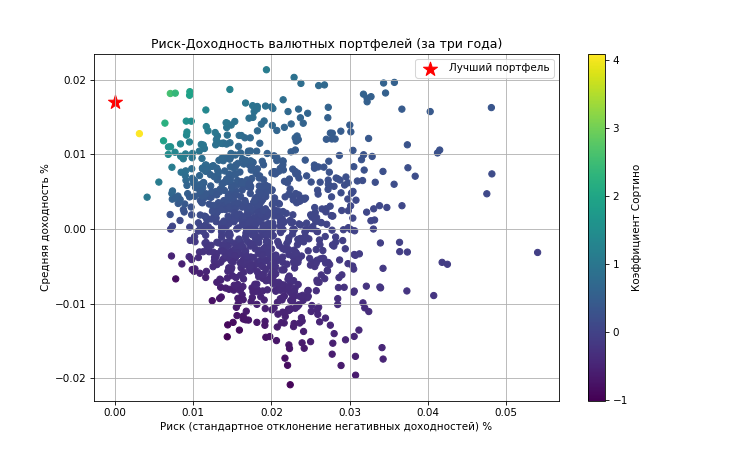 Риск-Доходность валютных портфелей (за три года)
Лучший портфель
Средняя доходность %
0.02
0.01
0.00
−0.01
−0.02
0.00 0.01 0.02 0.03 0.04 0.05
Риск (стандартное отклонение негативных доходностей) %
4
3
2
1
0
−1
Коэффициент Сортино